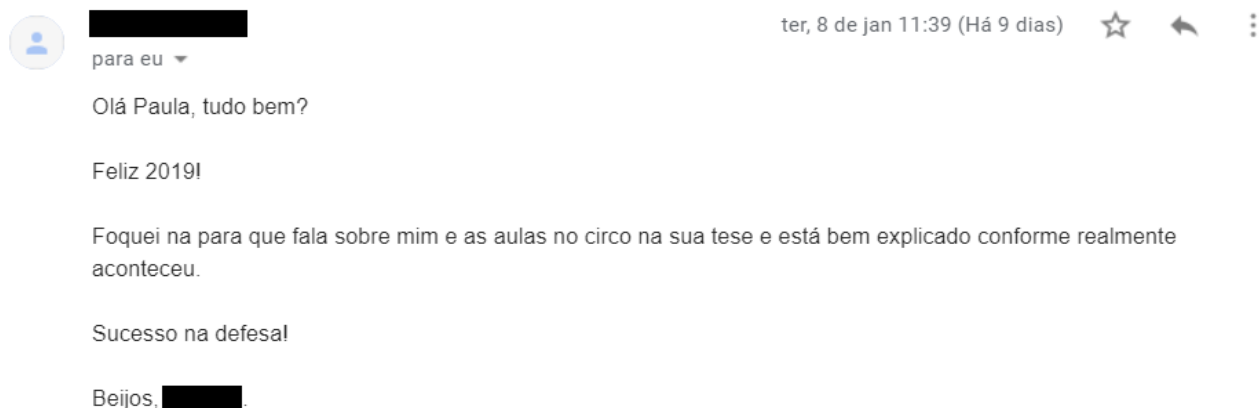 ter, 8 de jan 11:39 (Há 9 dias)
para eu
Olá Paula, tudo bem?
Feliz 2019!
Foquei na para que fala sobre mim e as aulas no circo na sua tese e está bem explicado conforme realmente
aconteceu.
Sucesso na defesa!
Beijos, .